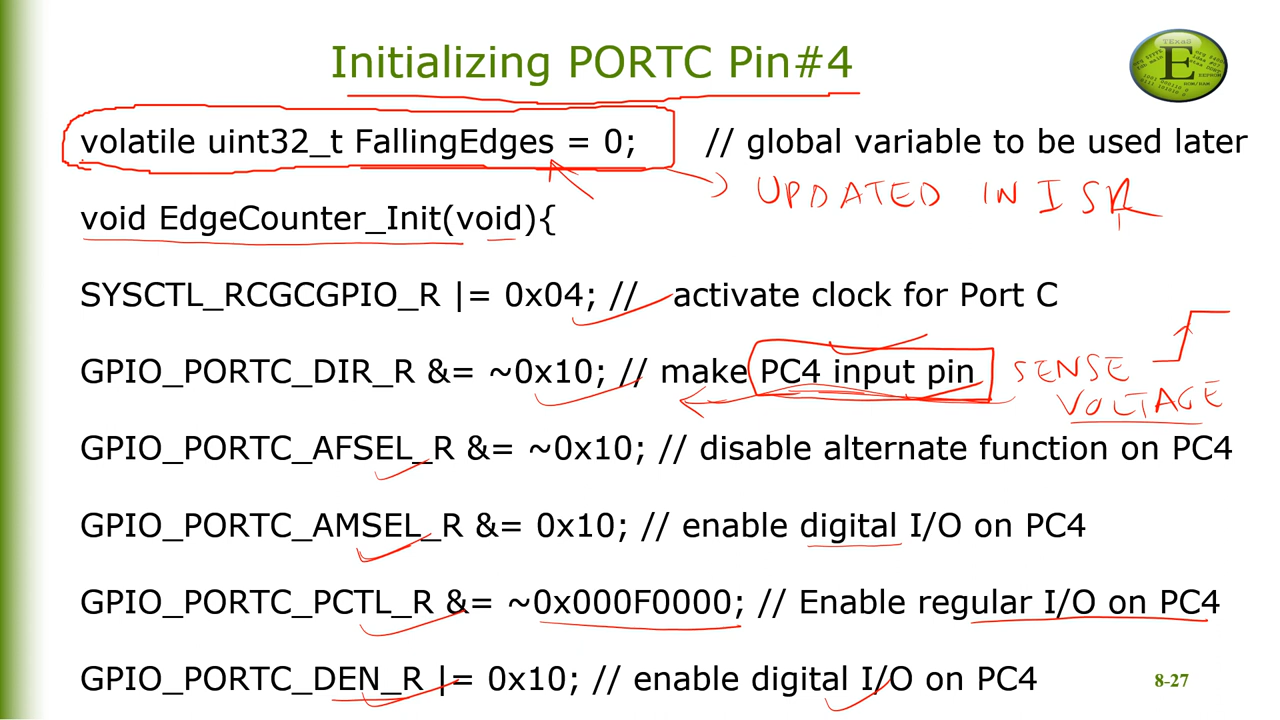 Initializing PORTC Pin#4
TExaS
E
volatile uint32_t FallingEdges = 0; // global variable to be used later
UPDATED IN ISR
void EdgeCounter_Init(void){
SYSCTL_RCGCGPIO_R |= 0x04; // activate clock for Port C
GPIO_PORTC_DIR_R &= ~0x10; // make PC4 input pin
SENSE
VOLTAGE
GPIO_PORTC_AFSEL_R &= ~0x10; // disable alternate function on PC4
GPIO_PORTC_AMSEL_R &= 0x10; // enable digital I/O on PC4
GPIO_PORTC_PCTL_R &= ~0x000F0000; // Enable regular I/O on PC4
GPIO_PORTC_DEN_R |= 0x10; // enable digital I/O on PC4
8-27